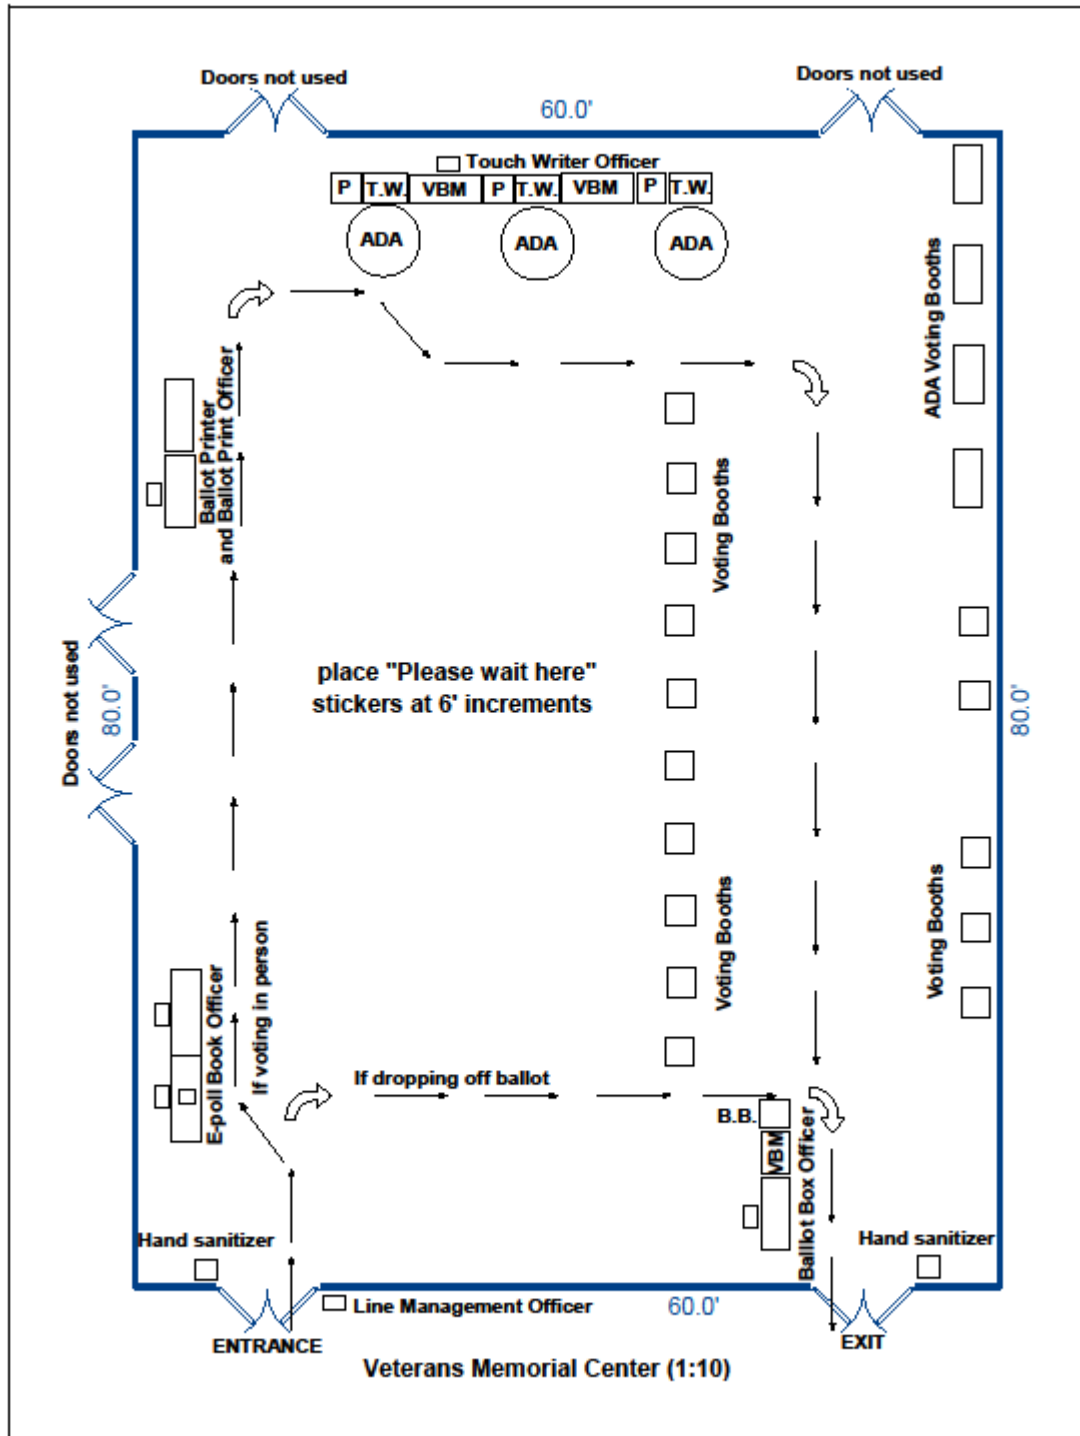 Doors not used
Doors not used
60.0'
Touch Writer Officer
P T.W. VBM P T.W. VBM P T.W.
ADA ADA ADA
ADA Voting Booths
Ballot Printer
and Ballot Print Officer
Voting Booths
place "Please wait here"
stickers at 6' increments
Doors not used
80.0'
80.0'
Voting Booths
Voting Booths
E-poll Book Officer
If voting in person
If dropping off ballot
B.B.
VBM
Balllot Box Officer
Hand sanitizer
Hand sanitizer
Line Management Officer
60.0'
ENTRANCE
EXIT
Veterans Memorial Center (1:10)